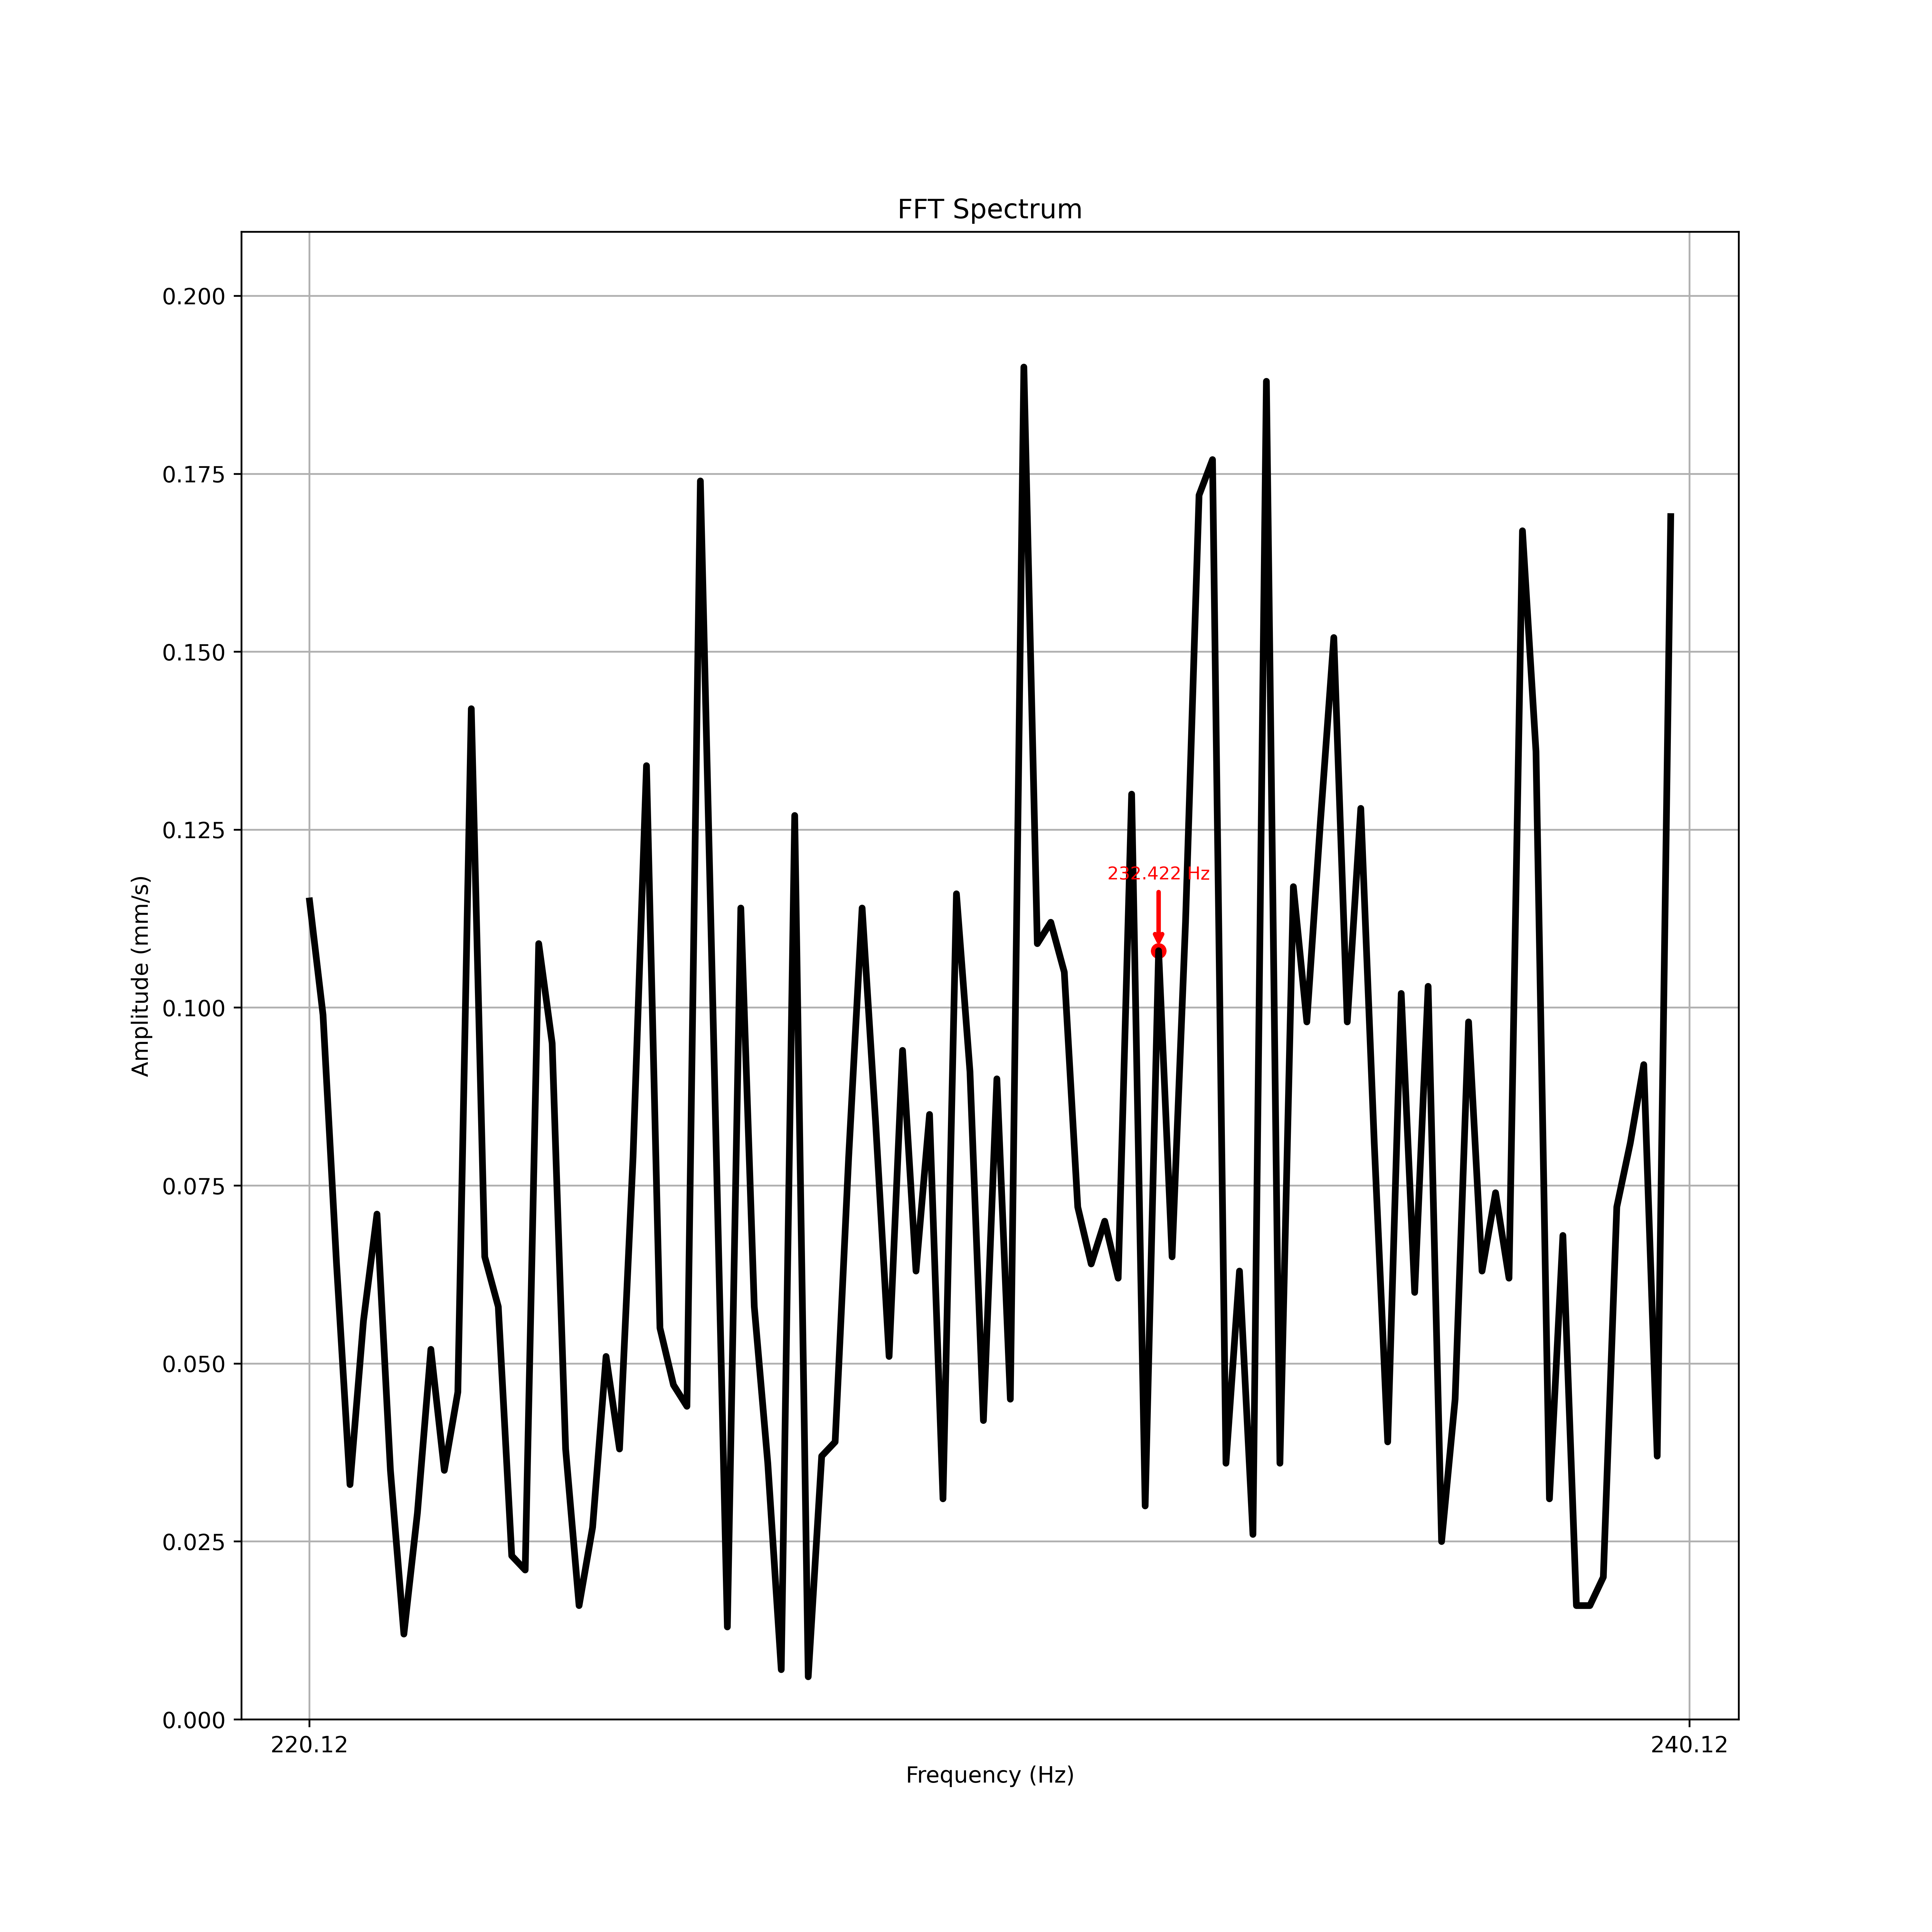 FFT Spectrum
0.200
0.175
0.150
0.125
232.422 Hz
0.100
0.075
0.050
0.025
0.000
Amplitude (mm/s)
220.12
240.12
Frequency (Hz)